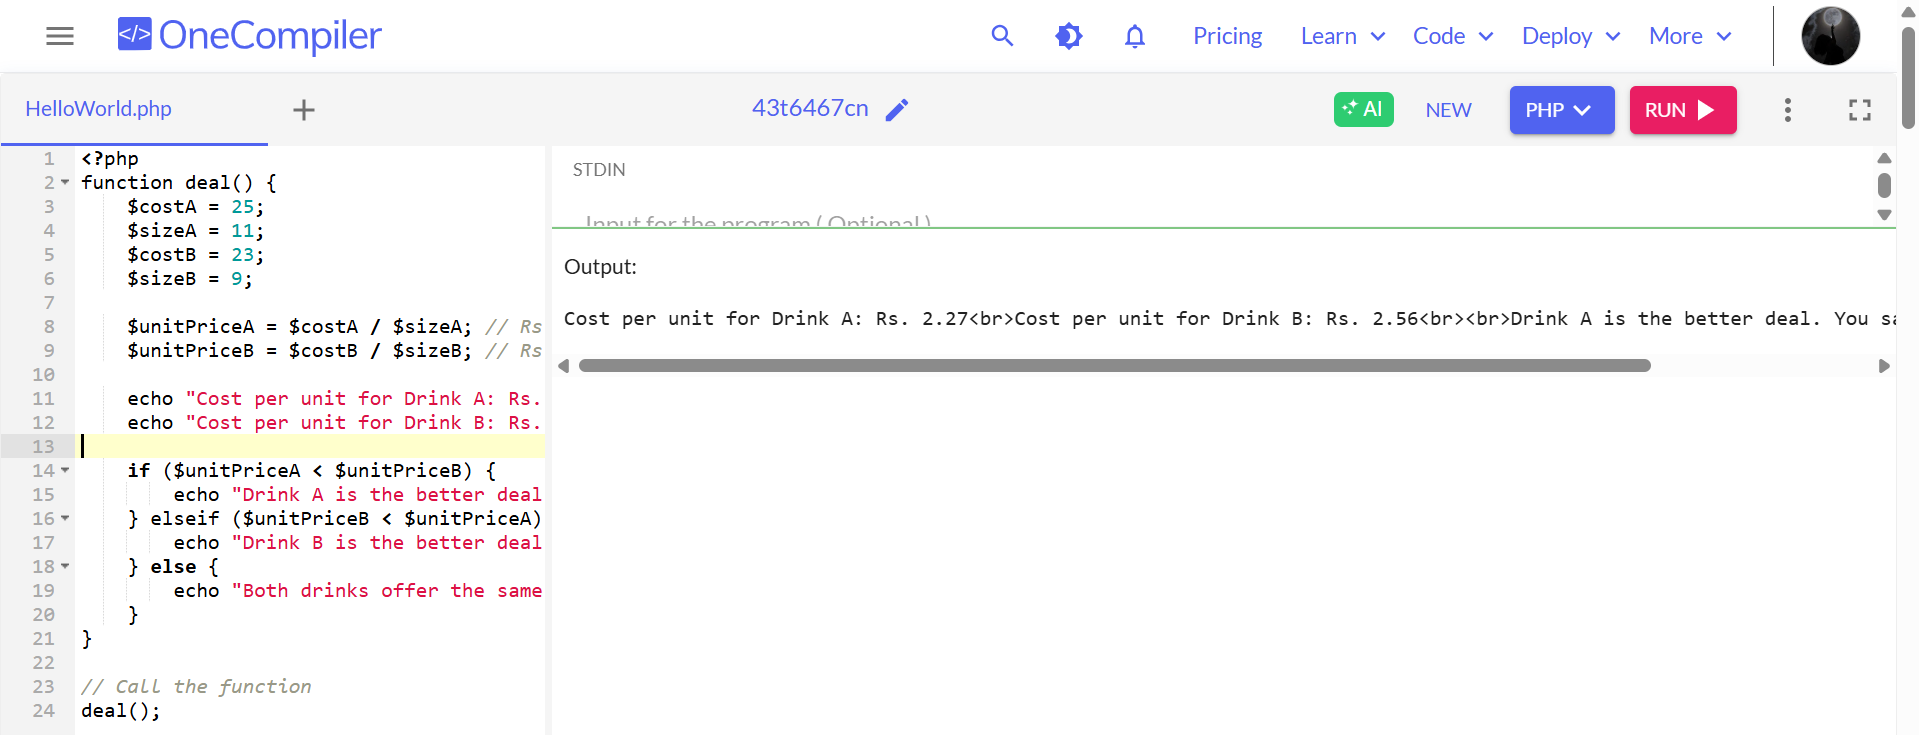 </> OneCompiler
Pricing Learn Code Deploy More
HelloWorld.php + 43t6467cn AI NEW PHP RUN
1 <?php
2 function deal() {
3 $costA = 25;
4 $sizeA = 11;
5 $costB = 23;
6 $sizeB = 9;
7
8 $unitPriceA = $costA / $sizeA; // Rs
9 $unitPriceB = $costB / $sizeB; // Rs
10
11 echo "Cost per unit for Drink A: Rs.
12 echo "Cost per unit for Drink B: Rs.
13
14 if ($unitPriceA < $unitPriceB) {
15 echo "Drink A is the better deal
16 } elseif ($unitPriceB < $unitPriceA)
17 echo "Drink B is the better deal
18 } else {
19 echo "Both drinks offer the same
20 }
21 }
22
23 // Call the function
24 deal();
STDIN
Input for the program ( Optional )
Output:
Cost per unit for Drink A: Rs. 2.27<br>Cost per unit for Drink B: Rs. 2.56<br><br>Drink A is the better deal. You sa